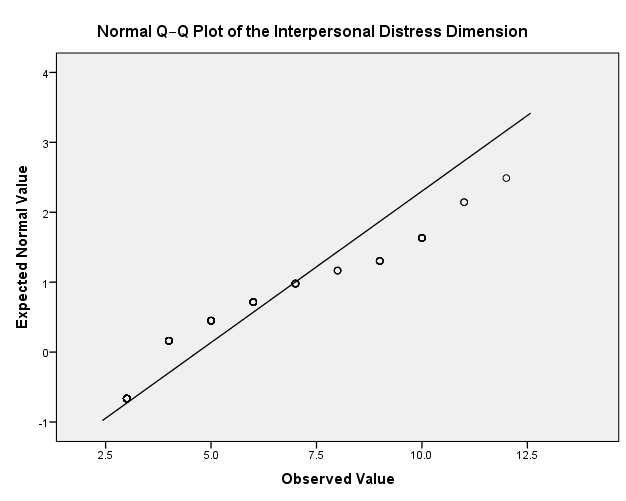 Normal Q–Q Plot of the Interpersonal Distress Dimension
Expected Normal Value
4
3
2
1
0
-1
2.5 5.0 7.5 10.0 12.5
Observed Value